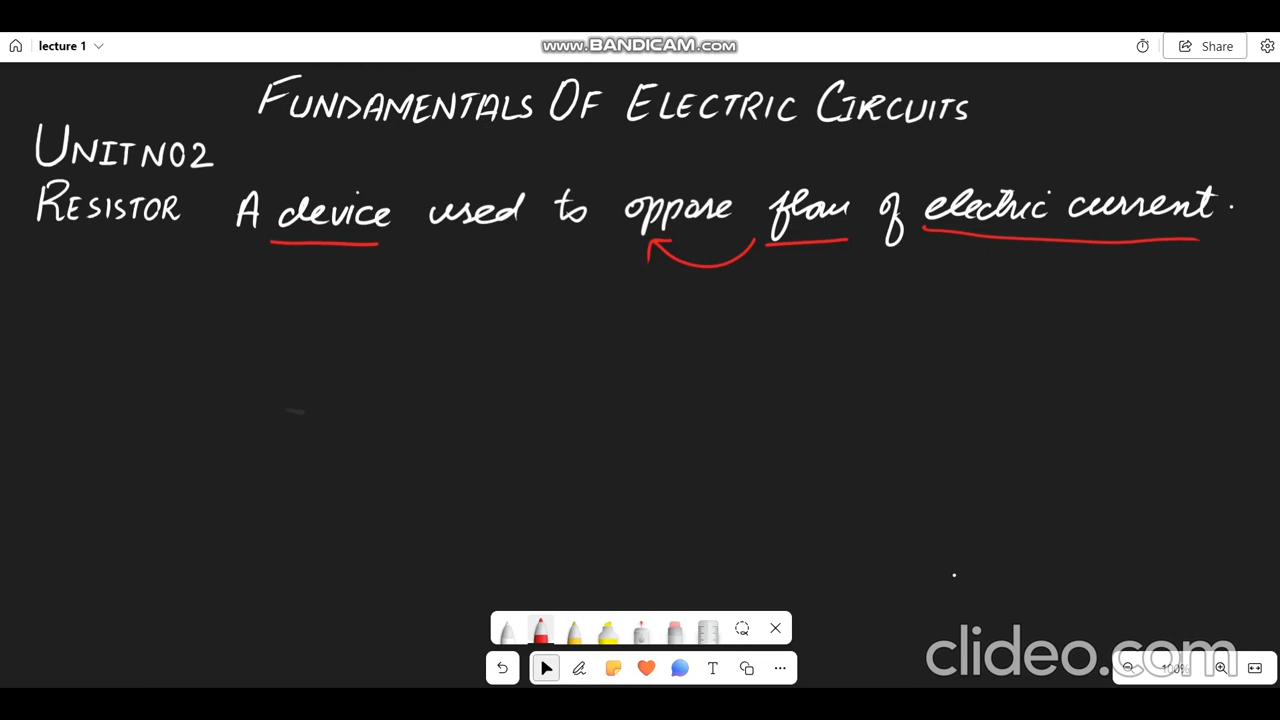 lecture 1
WWW.BANDICAM.COM
Share
FUNDAMENTALS OF ELECTRIC CIRCUITS
UNIT NO2
RESISTOR A device used to oppose flow of electric current.
T
clideo.com
100%